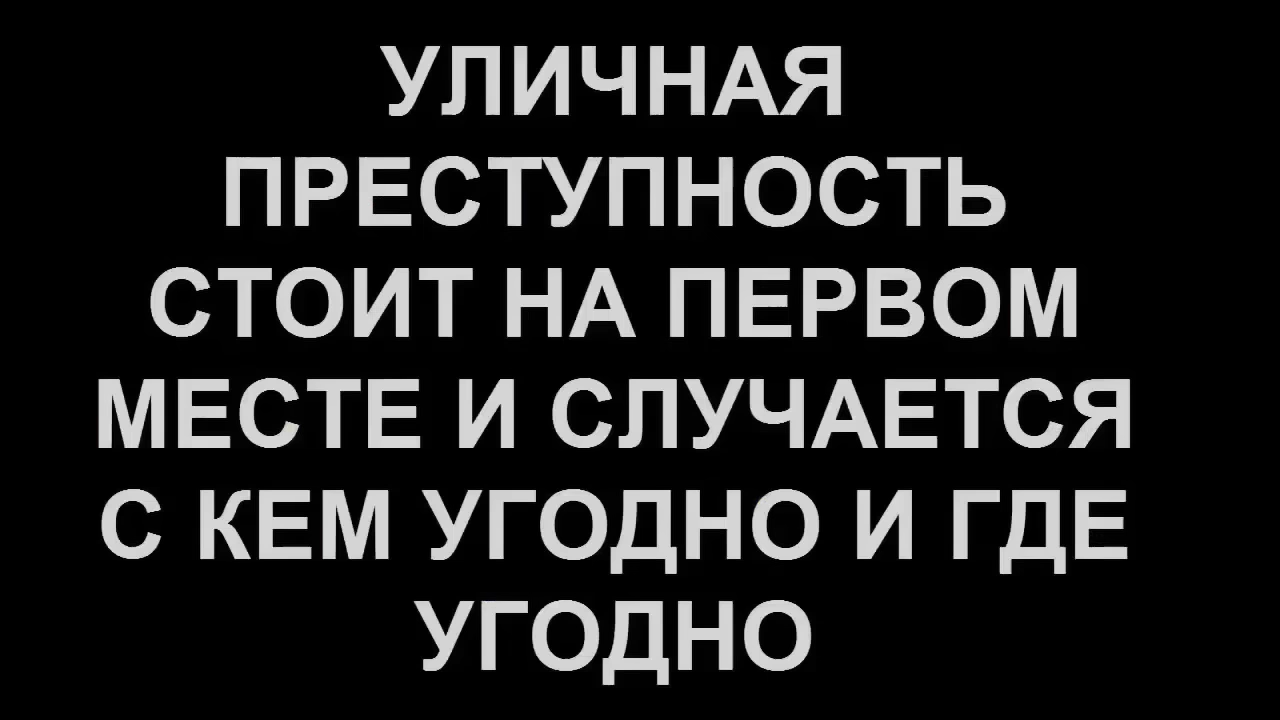 УЛИЧНАЯ
ПРЕСТУПНОСТЬ
СТОИТ НА ПЕРВОМ
МЕСТЕ И СЛУЧАЕТСЯ
С КЕМ УГОДНО И ГДЕ
УГОДНО